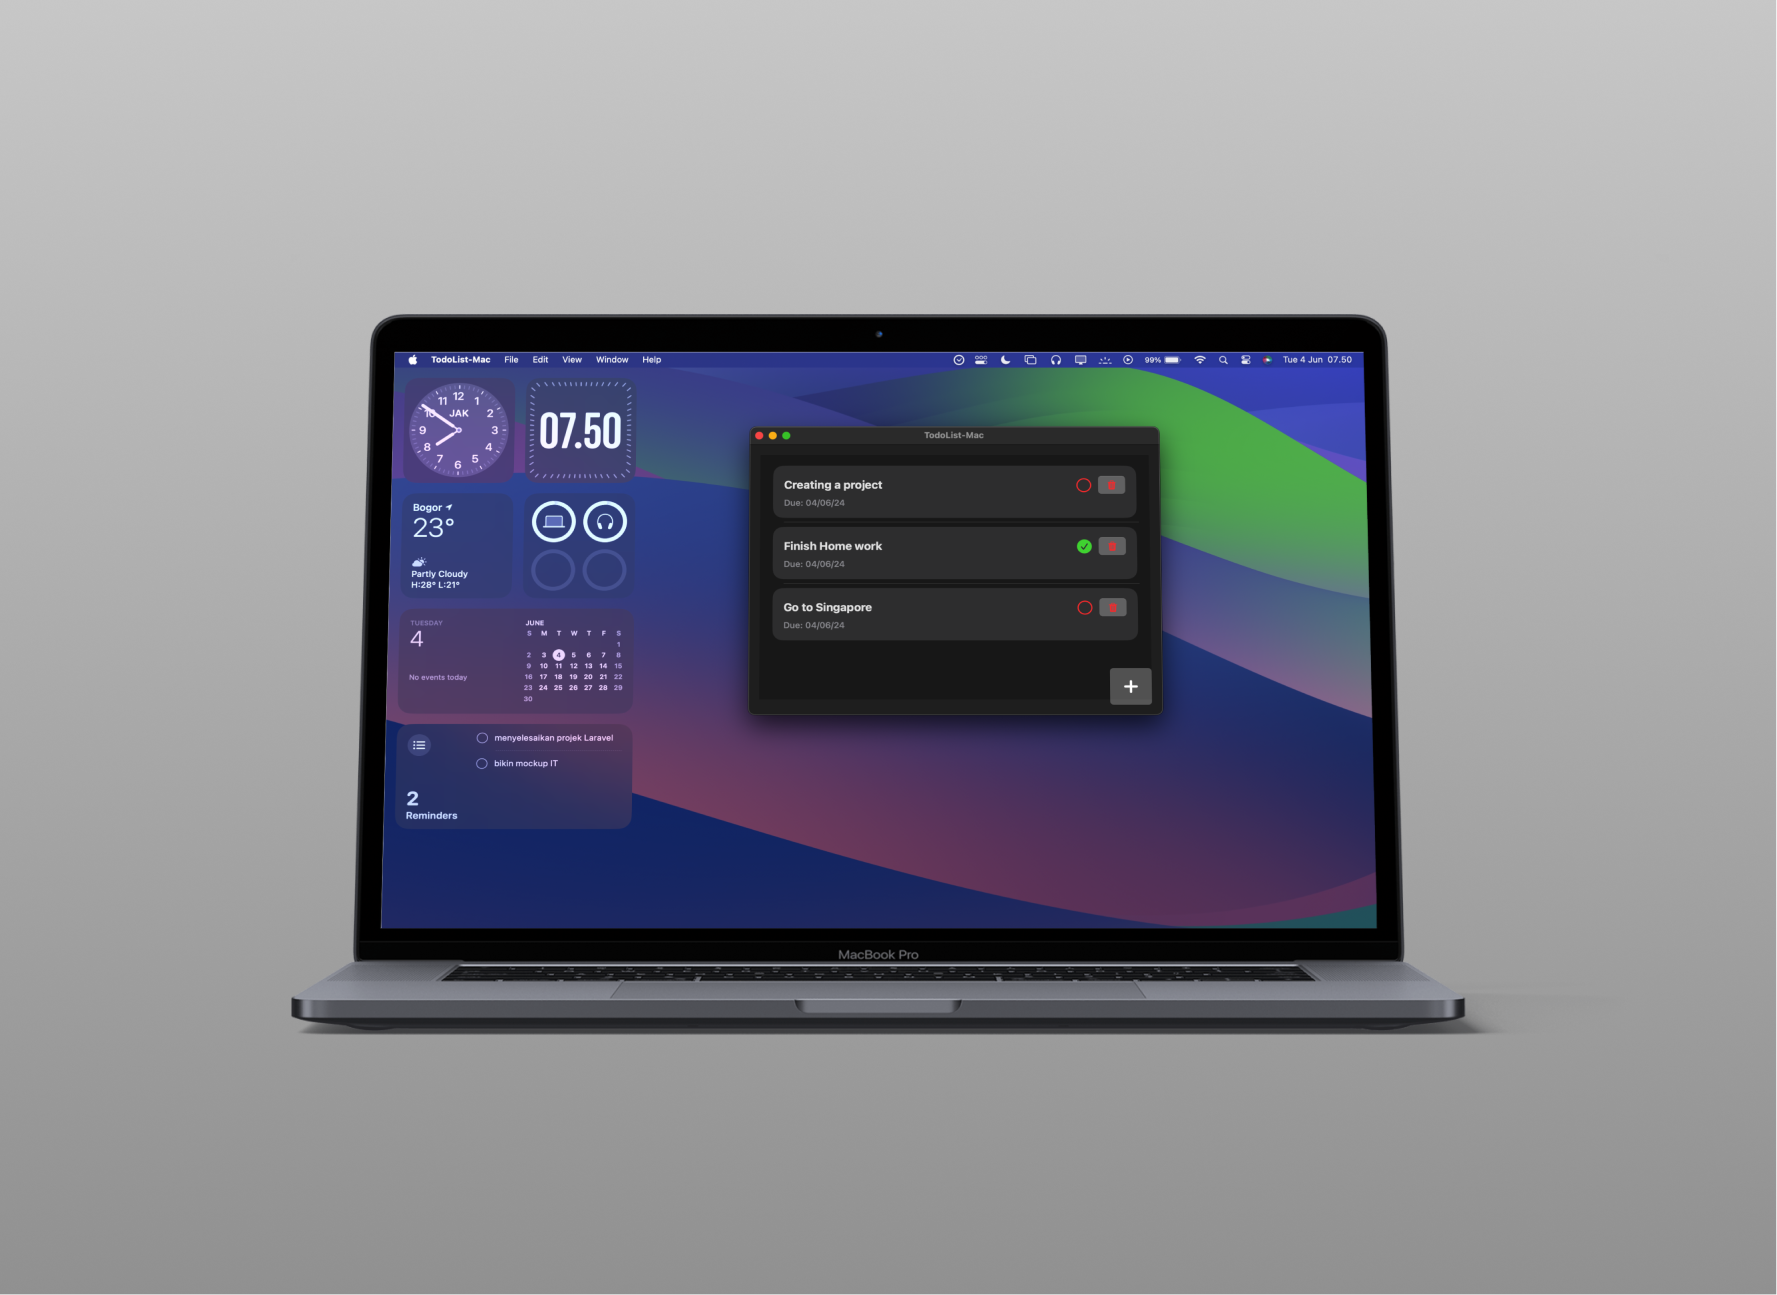 TodoList-Mac File Edit View Window Help
99% Tue 4 Jun 07.50
12
11 1
10 JAK 2
9 3
8 4
7 5
6
07.50
Bogor
23°
Partly Cloudy
H:28° L:21°
TUESDAY
4
No events today
JUNE
S M T W T F S
1
2 3 4 5 6 7 8
9 10 11 12 13 14 15
16 17 18 19 20 21 22
23 24 25 26 27 28 29
30
menyelesaikan projek Laravel
bikin mockup IT
2
Reminders
TodoList-Mac
Creating a project
Due: 04/06/24
Finish Home work
Due: 04/06/24
Go to Singapore
Due: 04/06/24
+
MacBook Pro